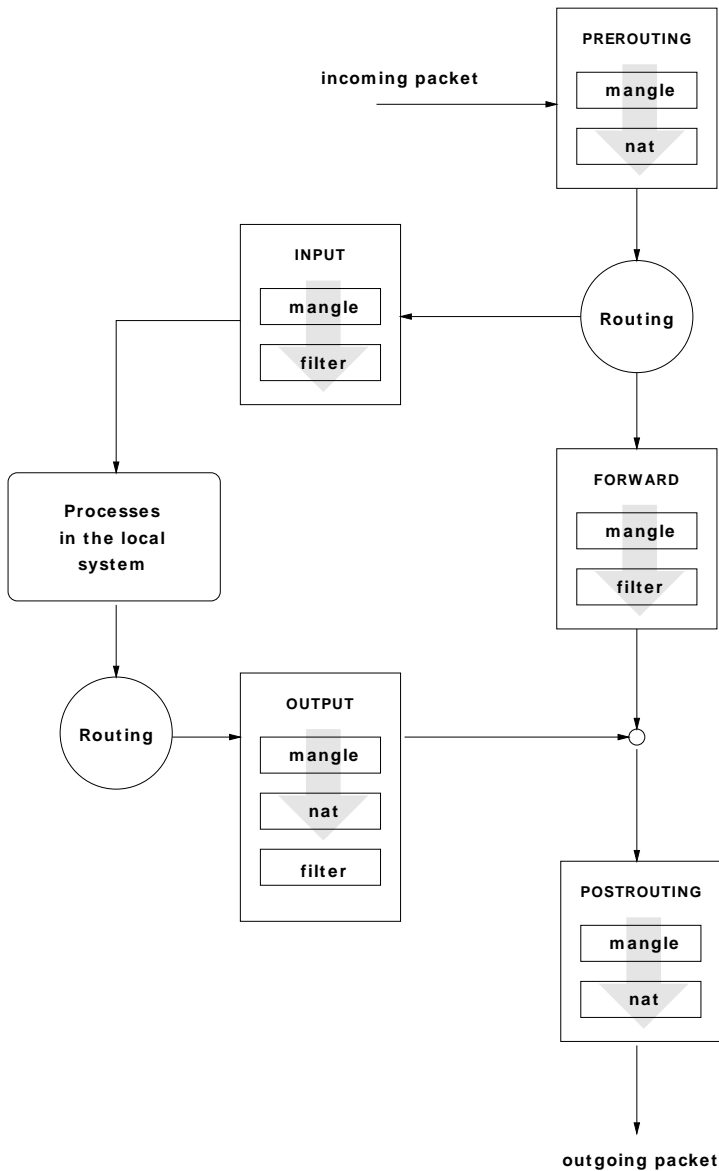 PREROUTING
incoming packet
mangle
nat
INPUT
mangle
filter
Routing
FORWARD
mangle
filter
Processes
in the local
system
Routing
OUTPUT
mangle
nat
filter
POSTROUTING
mangle
nat
outgoing packet